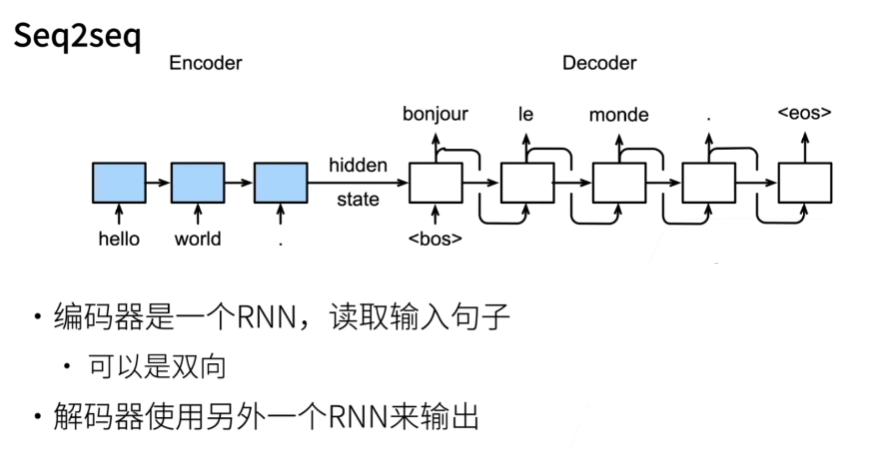 Seq2seq
Encoder Decoder
bonjour le monde . <eos>
hidden
state
hello world . <bos>
• 编码器是一个RNN，读取输入句子
• 可以是双向
• 解码器使用另外一个RNN来输出